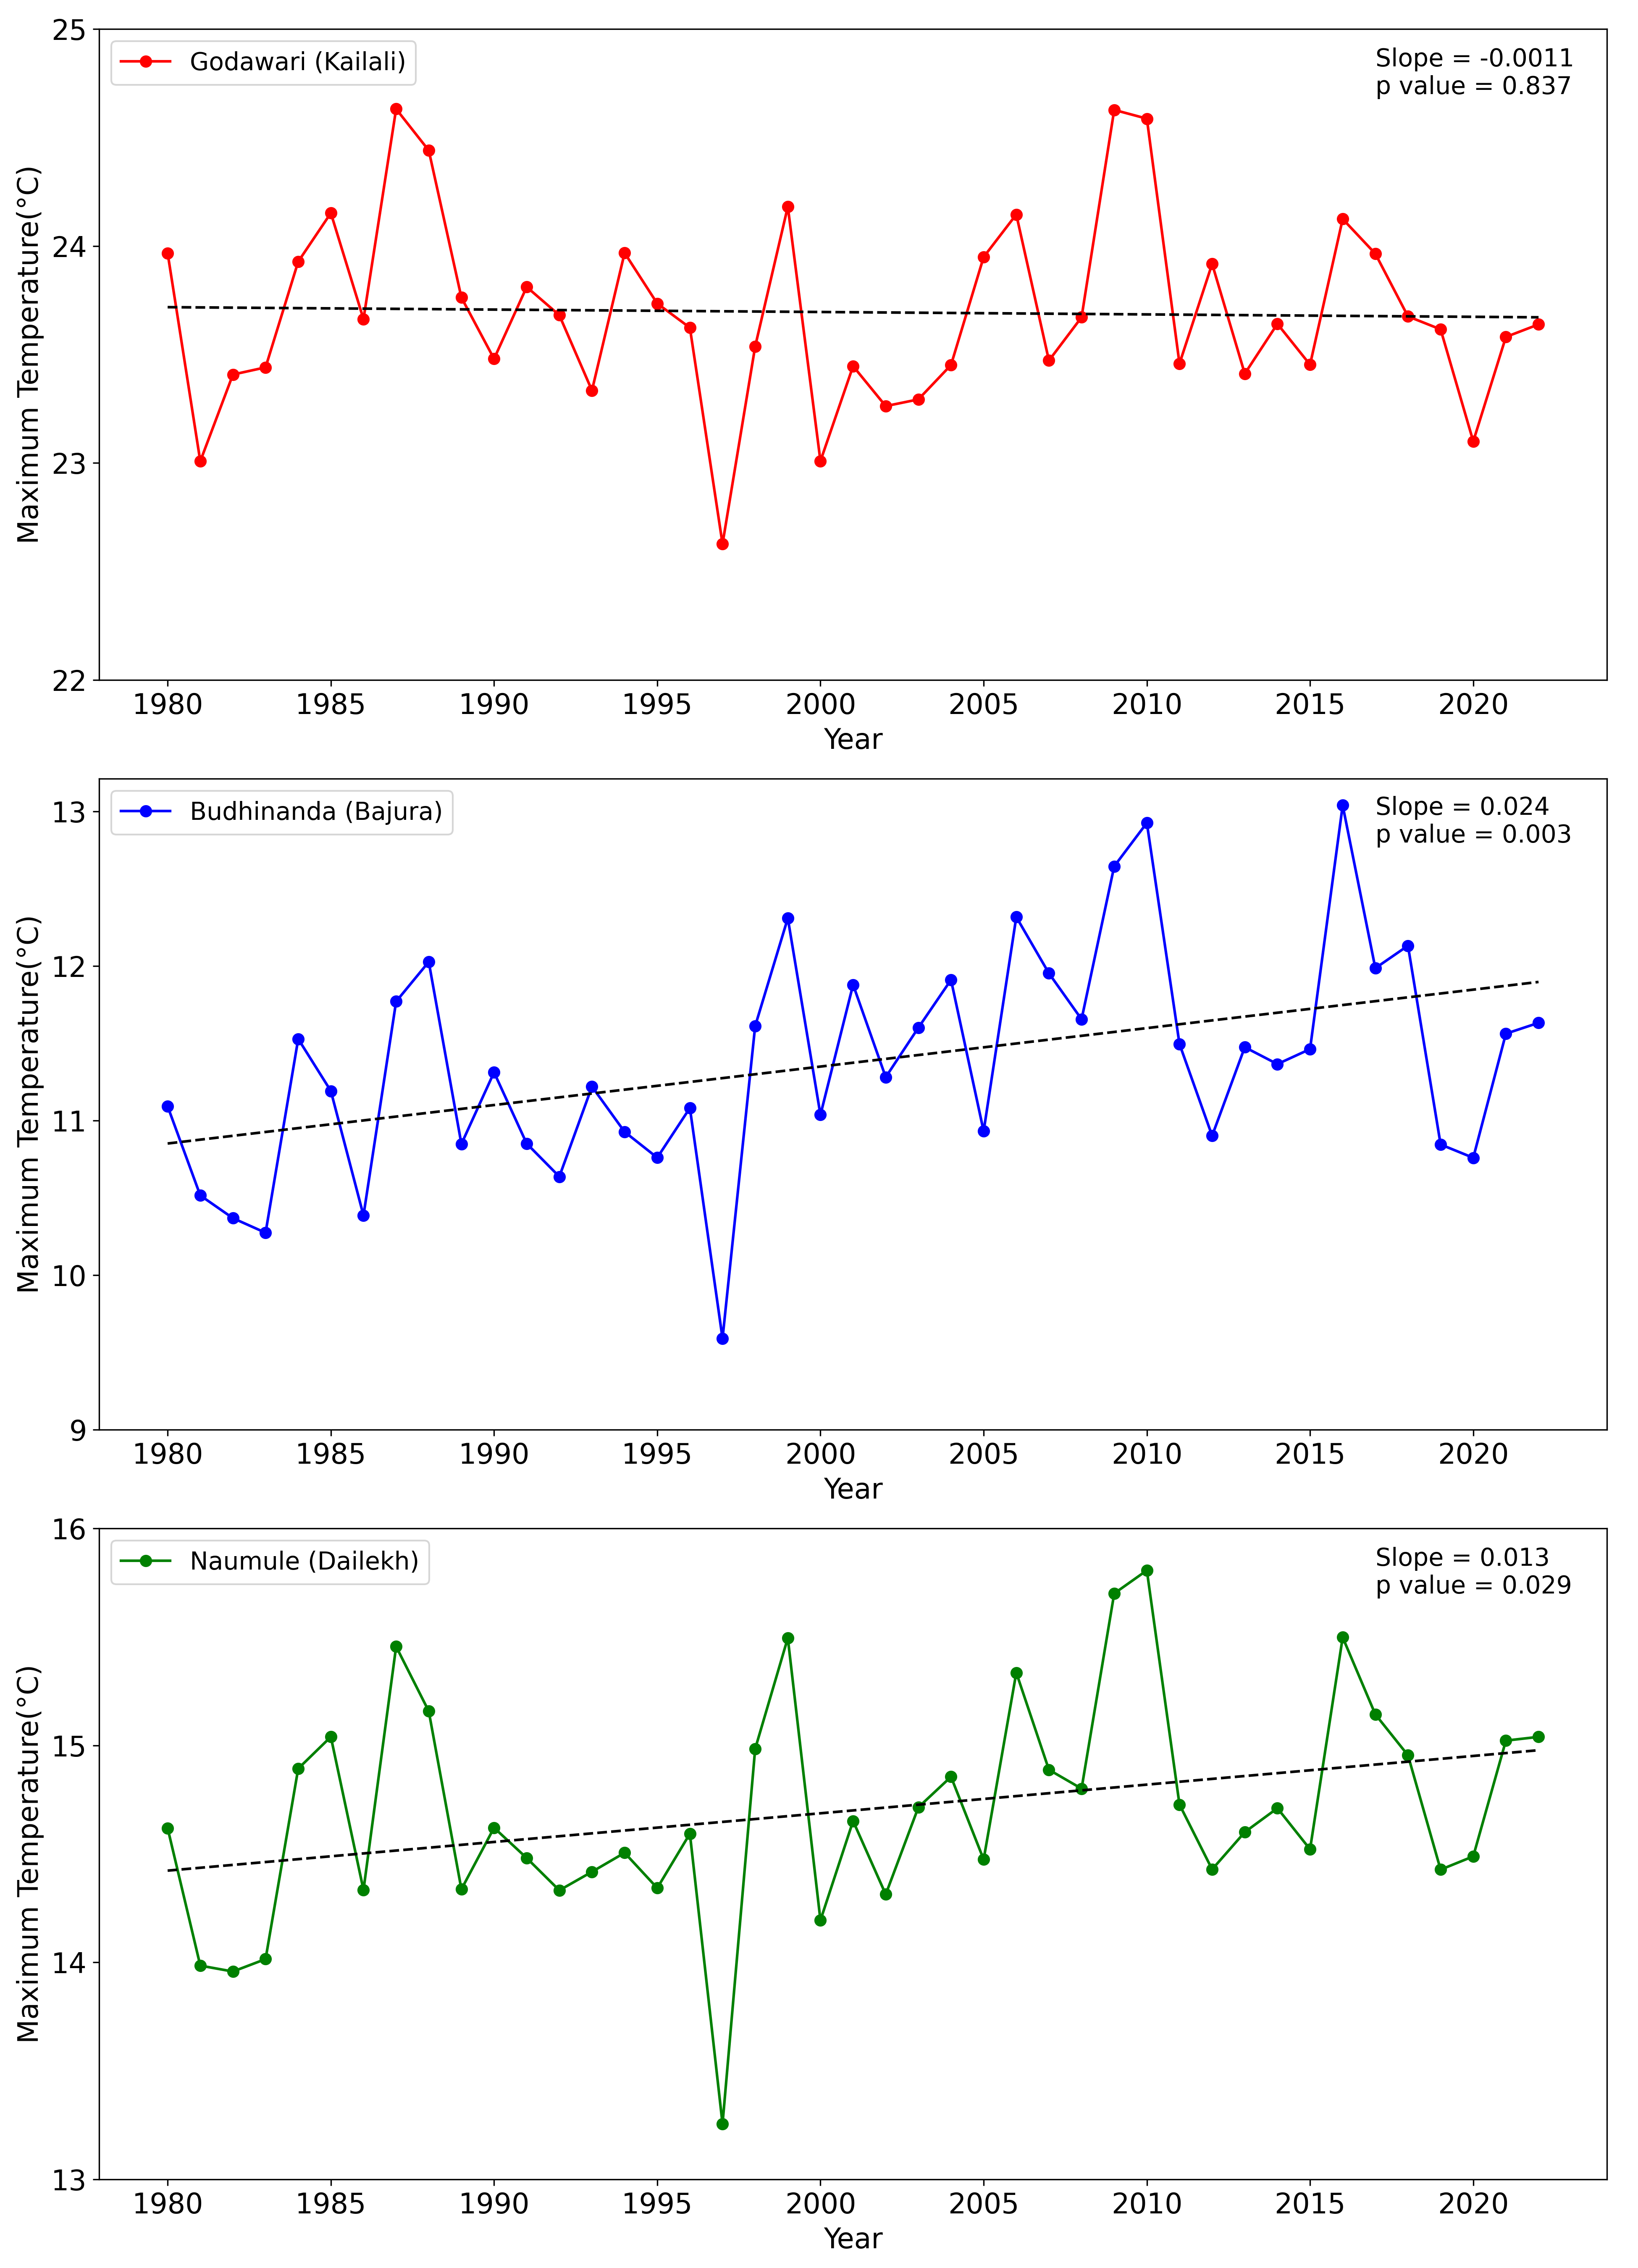 25
24
23
22
Maximum Temperature(°C)
Godawari (Kailali)
Slope = -0.0011
p value = 0.837
1980 1985 1990 1995 2000 2005 2010 2015 2020
Year
13
12
11
10
9
Maximum Temperature(°C)
Budhinanda (Bajura)
Slope = 0.024
p value = 0.003
1980 1985 1990 1995 2000 2005 2010 2015 2020
Year
16
15
14
13
Maximum Temperature(°C)
Naumule (Dailekh)
Slope = 0.013
p value = 0.029
1980 1985 1990 1995 2000 2005 2010 2015 2020
Year